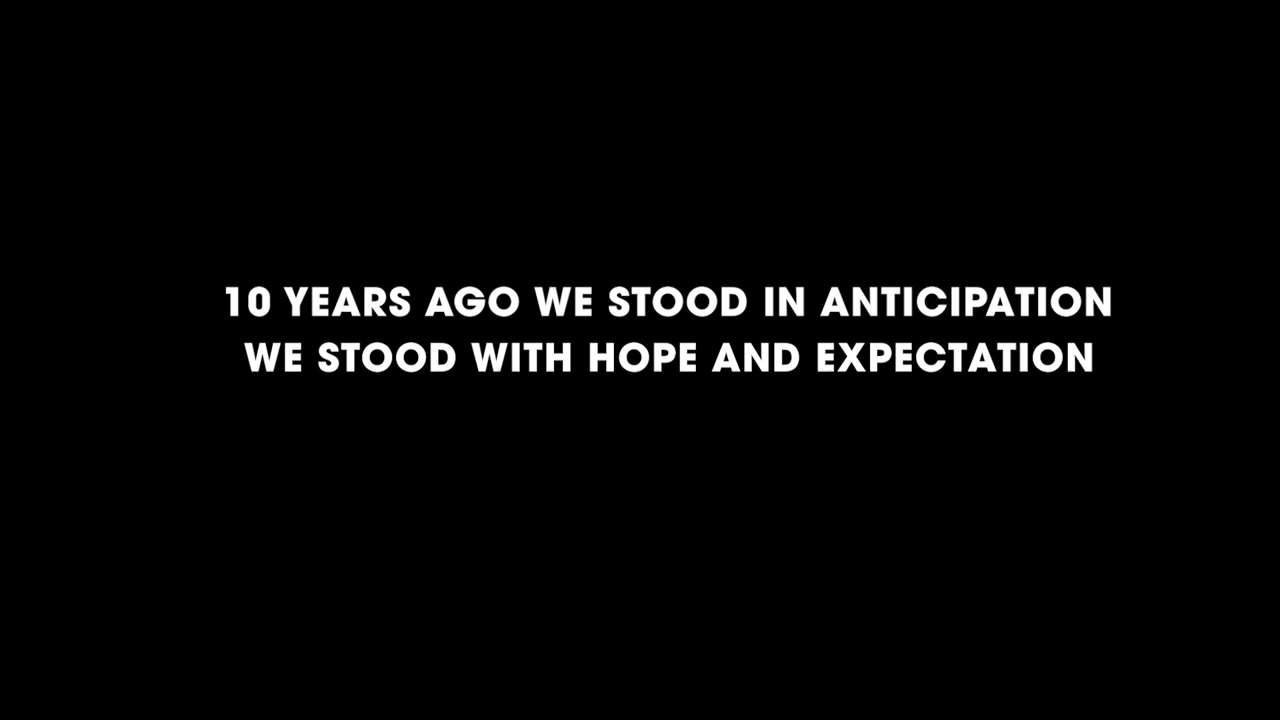 10 YEARS AGO WE STOOD IN ANTICIPATION
WE STOOD WITH HOPE AND EXPECTATION